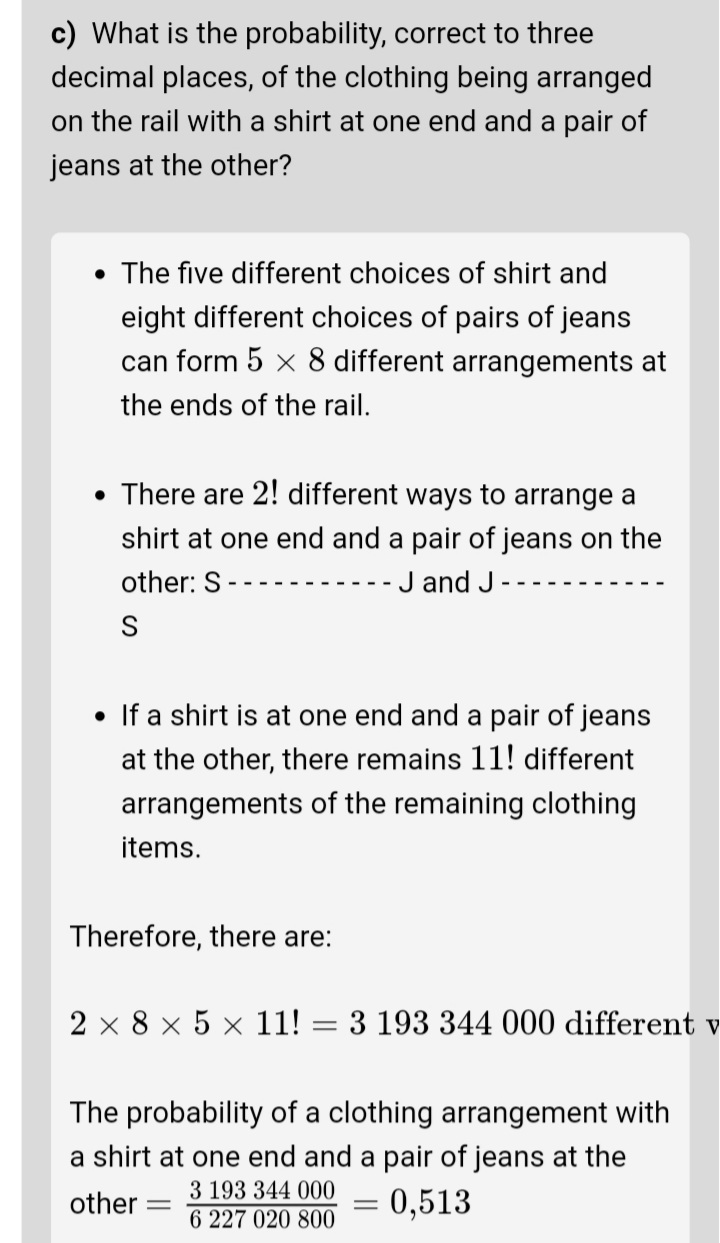 c) What is the probability, correct to three
decimal places, of the clothing being arranged
on the rail with a shirt at one end and a pair of
jeans at the other?
• The five different choices of shirt and
eight different choices of pairs of jeans
can form 5 × 8 different arrangements at
the ends of the rail.
• There are 2! different ways to arrange a
shirt at one end and a pair of jeans on the
other: S - - - - - - - - - - - J and J - - - - - - - - - - -
S
• If a shirt is at one end and a pair of jeans
at the other, there remains 11! different
arrangements of the remaining clothing
items.
Therefore, there are:
2 × 8 × 5 × 11! = 3 193 344 000 different
The probability of a clothing arrangement with
a shirt at one end and a pair of jeans at the
other = 3 193 344 000 / 6 227 020 800 = 0,513